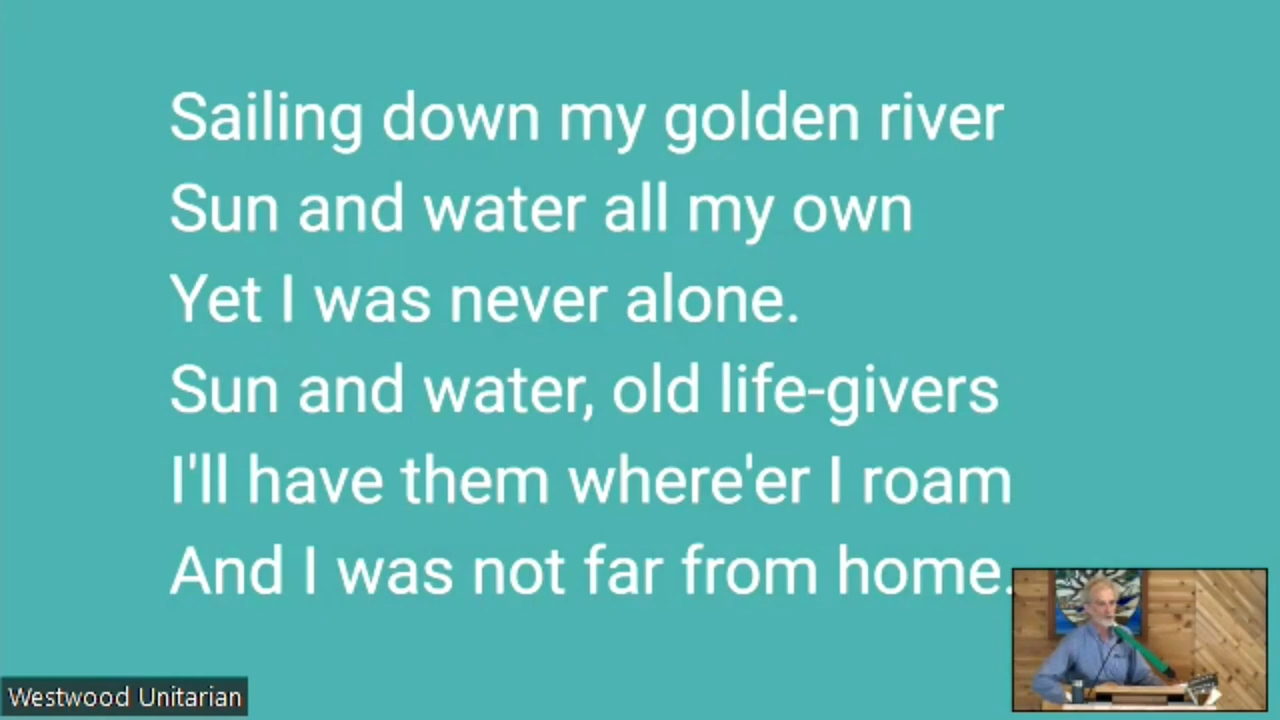 Sailing down my golden river
Sun and water all my own
Yet I was never alone.
Sun and water, old life-givers
I'll have them where'er I roam
And I was not far from home.
Westwood Unitarian